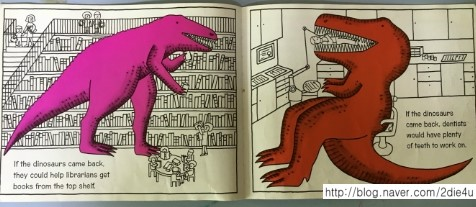 If the dinosaurs came back,
they could help librarians get
books from the top shelf.
If the dinosaurs
came back, dentists
would have plenty
of teeth to work on.
http://blog.naver.com/2die4u